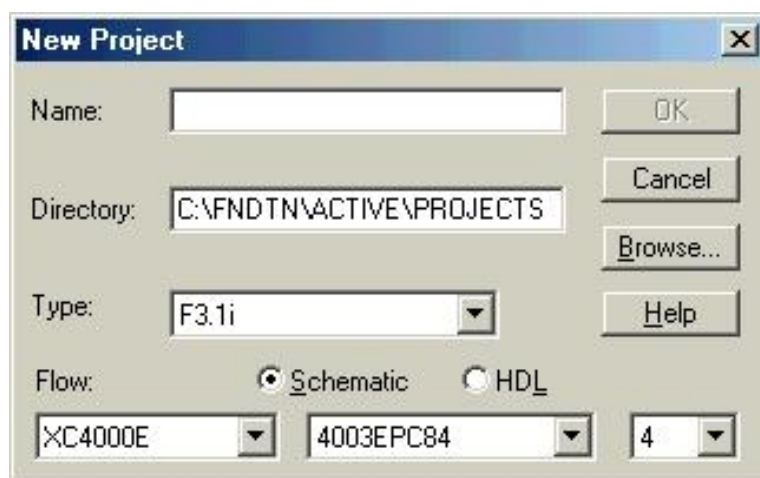 New Project
Name:
OK
Cancel
Directory: C:\FNDTN\ACTIVE\PROJECTS
Browse...
Type: F3.1i
Help
Flow: Schematic HDL
XC4000E 4003EPC84 4